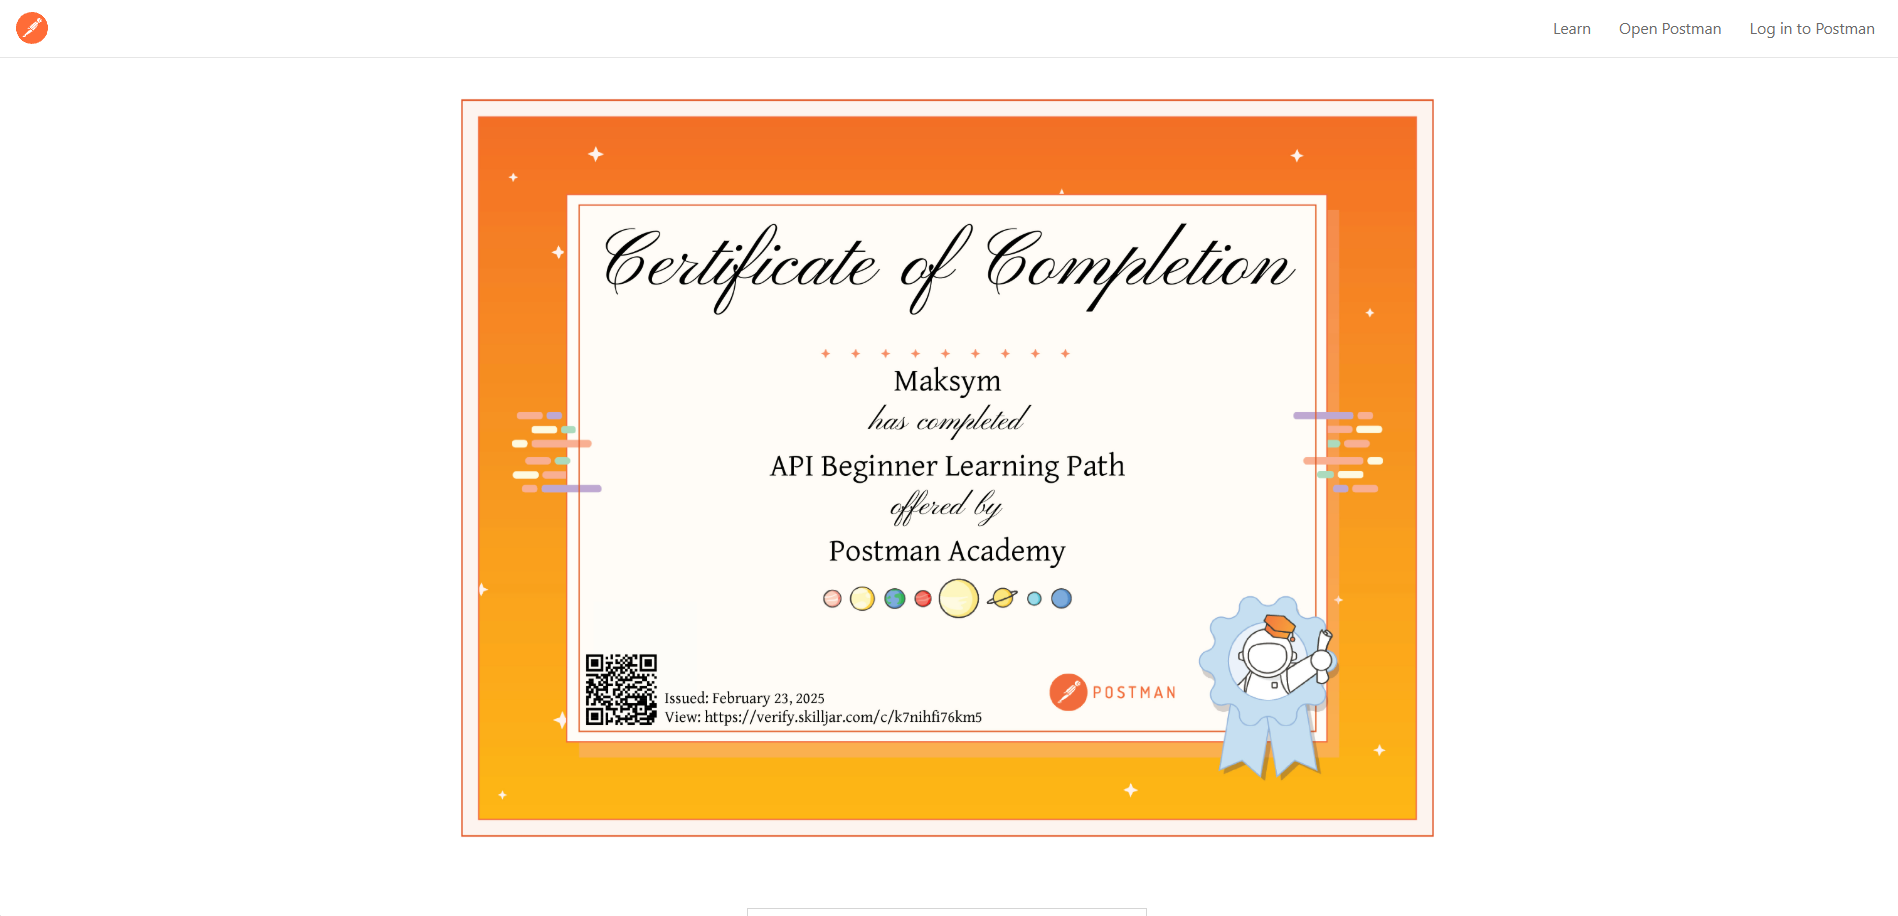 Learn Open Postman Log in to Postman
Certificate of Completion
Maksym
has completed
API Beginner Learning Path
offered by
Postman Academy
Issued: February 23, 2025
View: https://verify.skilljar.com/c/k7nihfi76km5
POSTMAN